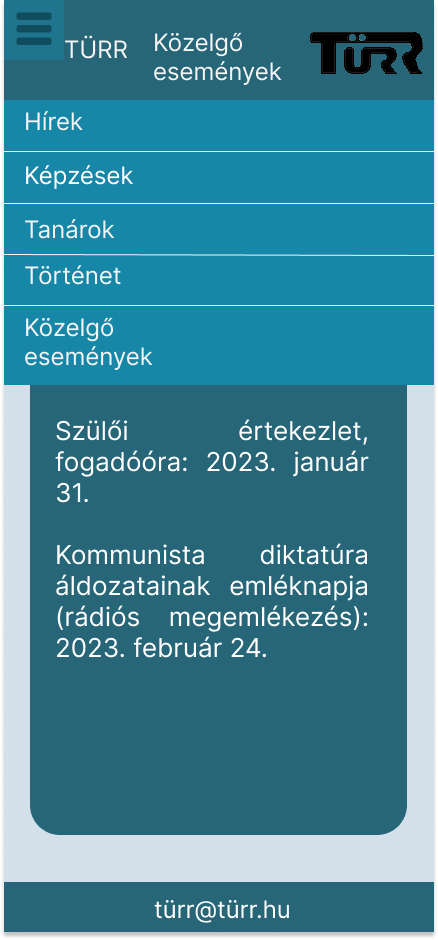 TÜRR
Közelgő
események
TÜRR
Hírek
Képzések
Tanárok
Történet
Közelgő
események
Szülői értekezlet,
fogadóóra: 2023. január
31.
Kommunista diktatúra
áldozatainak emléknapja
(rádiós megemlékezés):
2023. február 24.
türr@türr.hu